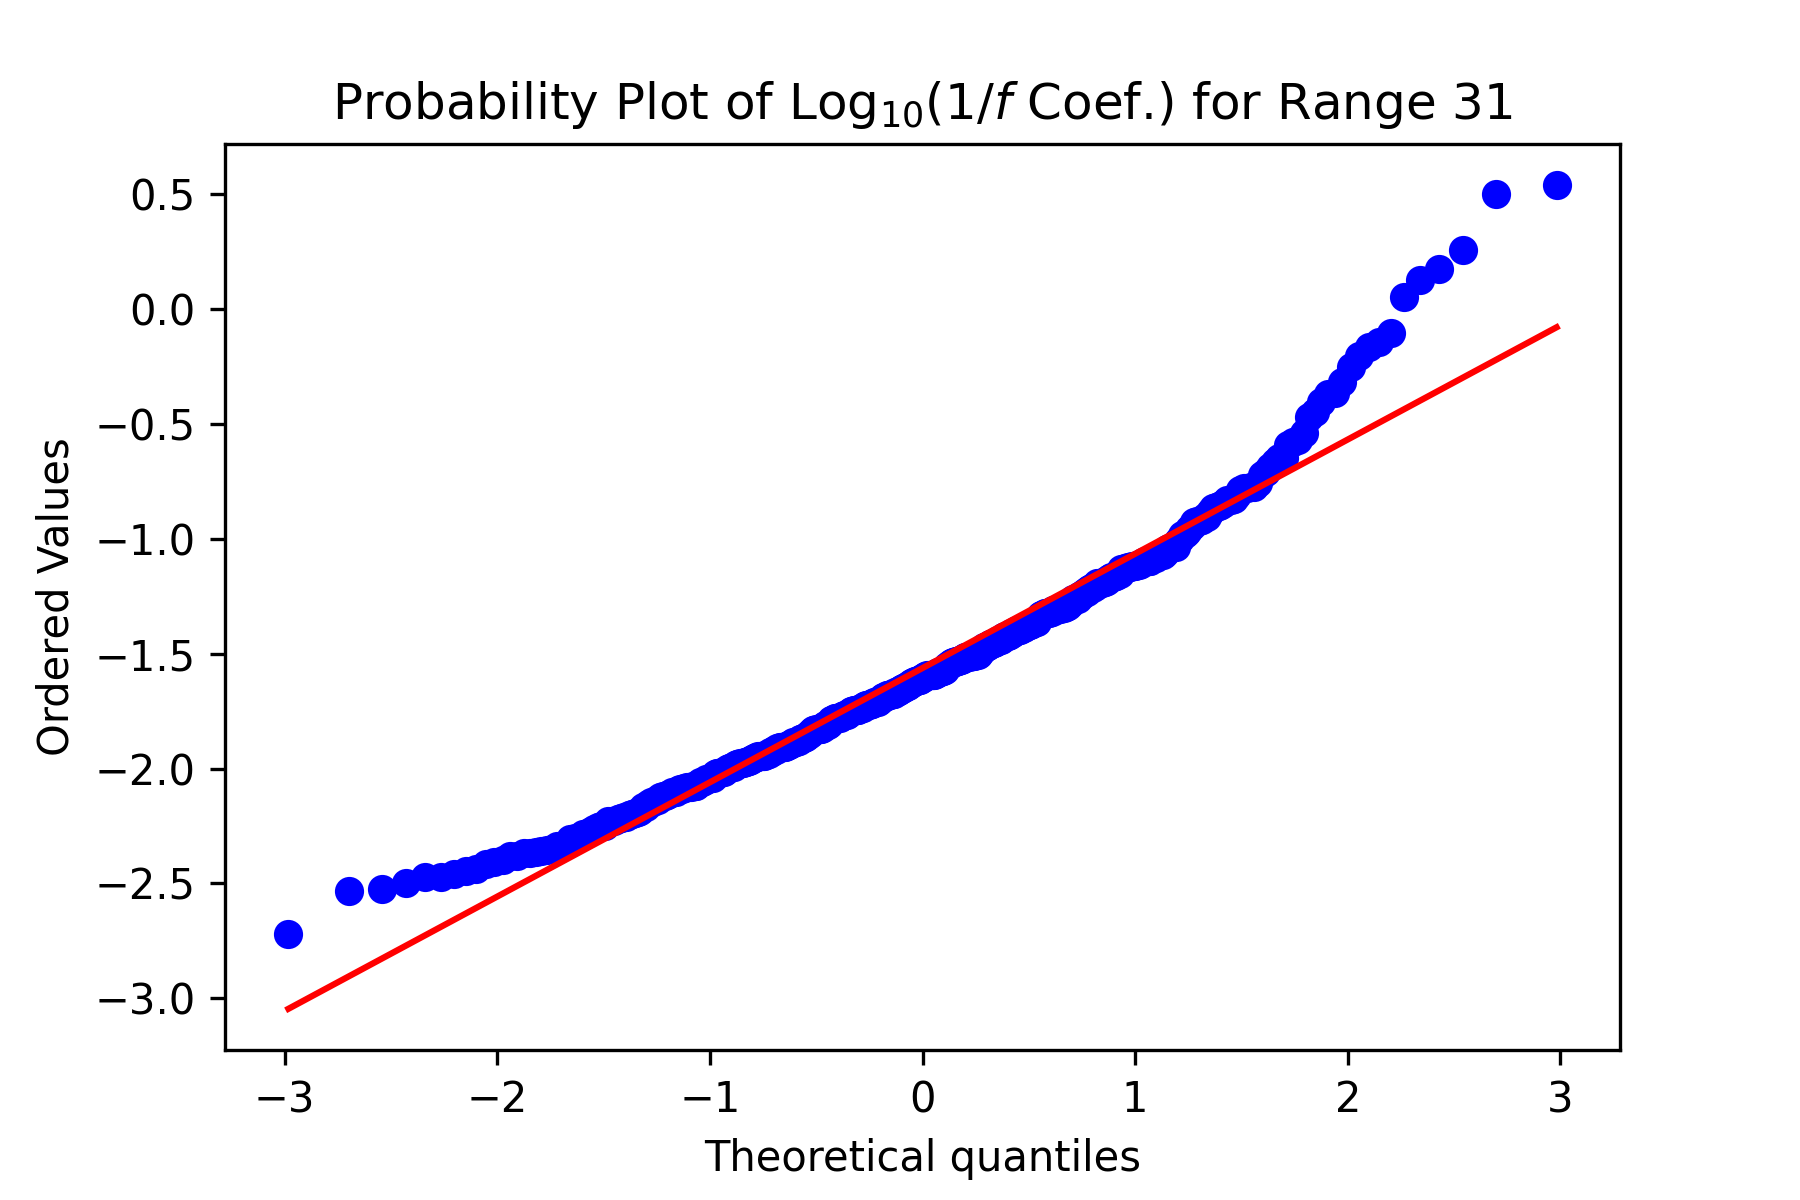 Probability Plot of Log₁₀(1/f Coef.) for Range 31
0.5
0.0
−0.5
−1.0
−1.5
−2.0
−2.5
−3.0
Ordered Values
−3 −2 −1 0 1 2 3
Theoretical quantiles